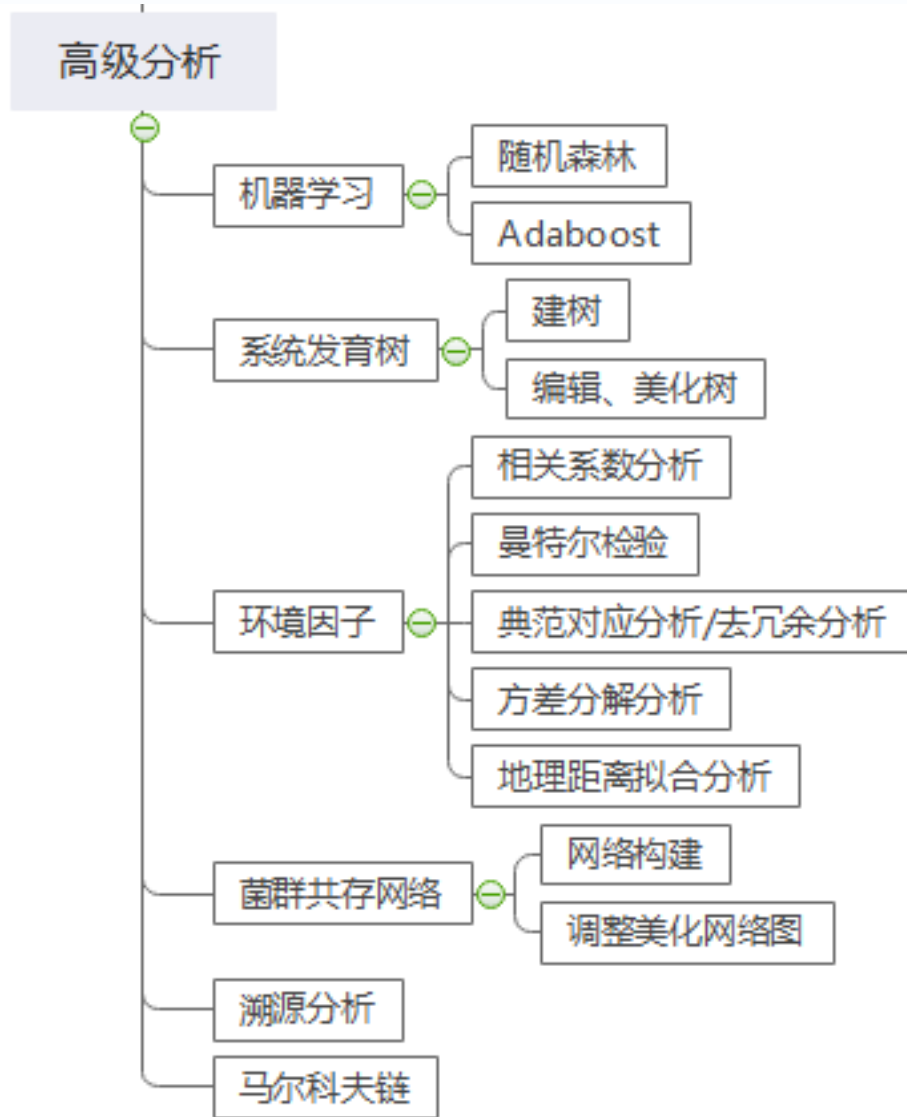 高级分析
机器学习
随机森林
Adaboost
系统发育树
建树
编辑、美化树
环境因子
相关系数分析
曼特尔检验
典范对应分析/去冗余分析
方差分解分析
地理距离拟合分析
菌群共存网络
网络构建
调整美化网络图
溯源分析
马尔科夫链